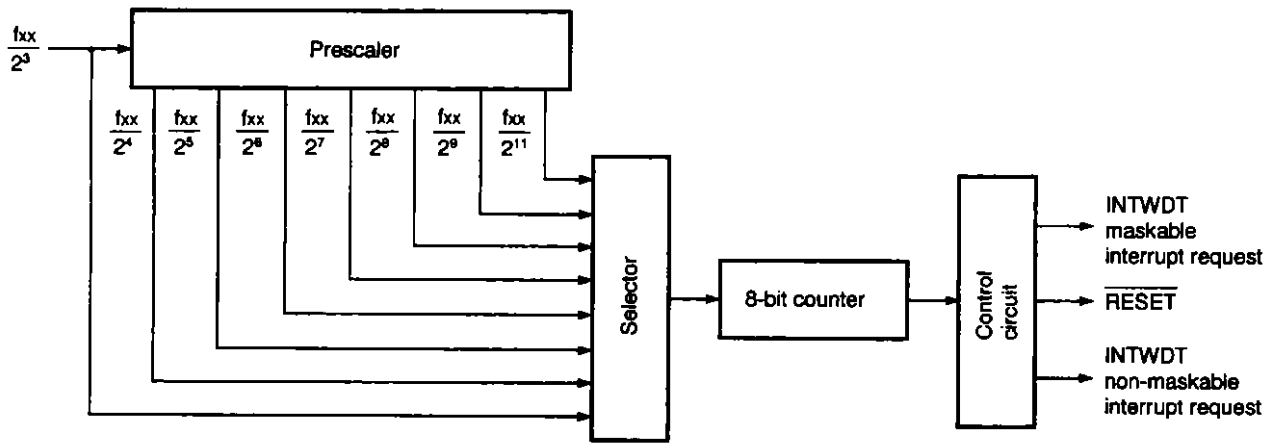 fxx
2³
Prescaler
fxx
2⁴
fxx
2⁵
fxx
2⁶
fxx
2⁷
fxx
2⁸
fxx
2⁹
fxx
2¹¹
Selector
8-bit counter
Control
circuit
INTWDT
maskable
interrupt request
RESET
INTWDT
non-maskable
interrupt request